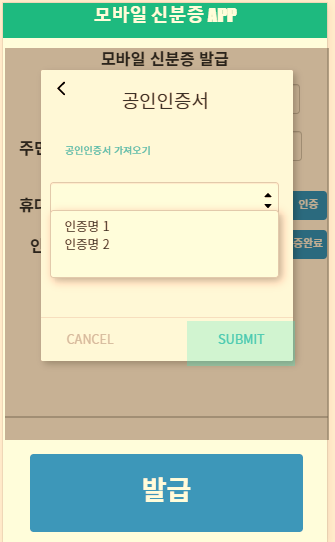 모바일 신분증 APP
모바일 신분증 발급
공인인증서
주민
공인인증서 가져오기
휴대
인증
인증명 1
인증명 2
인
증완료
CANCEL
SUBMIT
발급